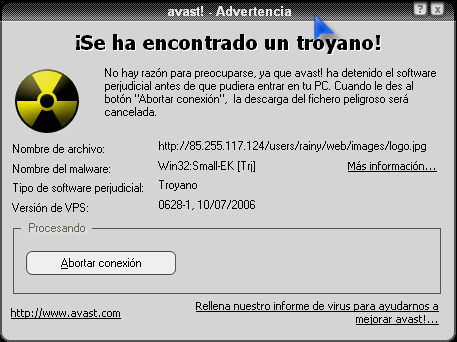 avast! - Advertencia
? x
¡Se ha encontrado un troyano!
No hay razón para preocuparse, ya que avast! ha detenido el software
perjudicial antes de que pudiera entrar en tu PC. Cuando le des al
botón "Abortar conexión", la descarga del fichero peligroso será
cancelada.
Nombre de archivo: http://85.255.117.124/users/rainy/web/images/logo.jpg
Nombre del malware: Win32:Small-EK [Trj] Más información...
Tipo de software perjudicial: Troyano
Versión de VPS: 0628-1, 10/07/2006
Procesando
Abortar conexión
http://www.avast.com
Rellena nuestro informe de virus para ayudarnos a
mejorar avast!...